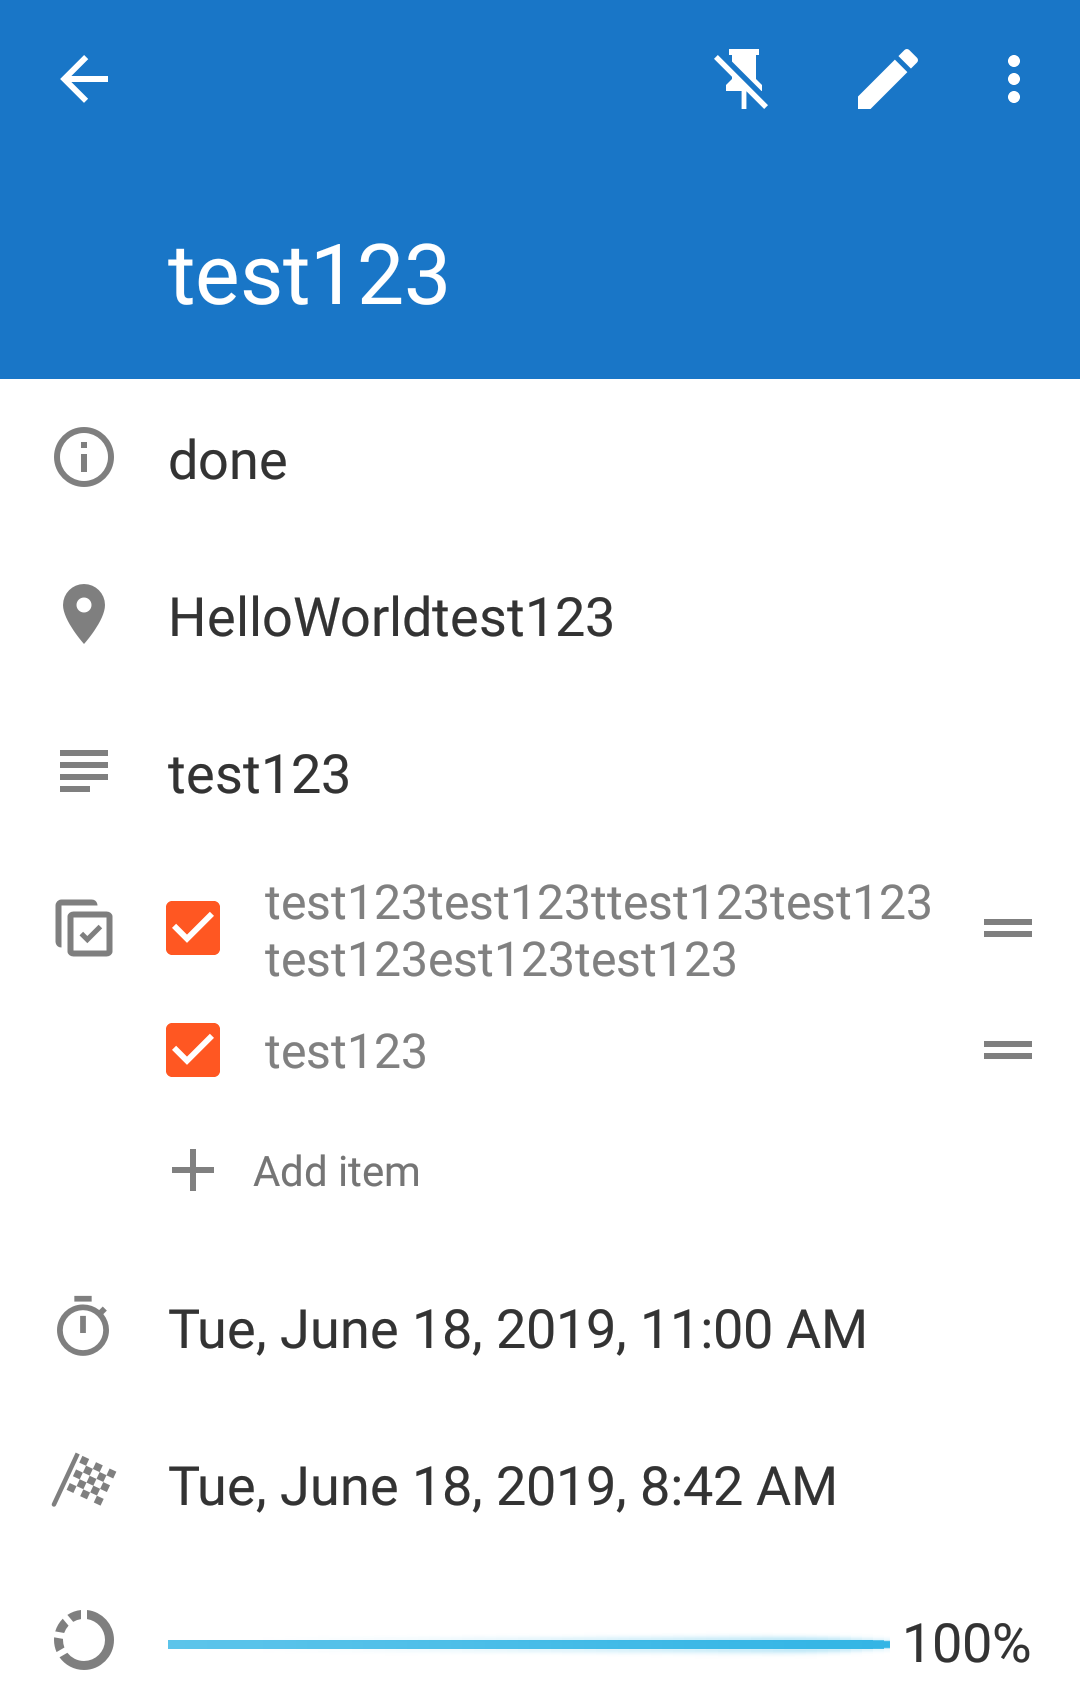 test123
done
HelloWorldtest123
test123
test123test123ttest123test123
test123est123test123
test123
Add item
Tue, June 18, 2019, 11:00 AM
Tue, June 18, 2019, 8:42 AM
100%